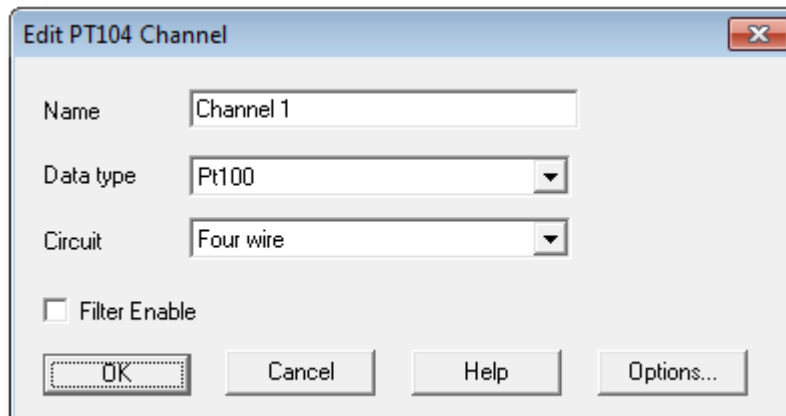 Edit PT104 Channel
Name Channel 1
Data type Pt100
Circuit Four wire
Filter Enable
OK Cancel Help Options...